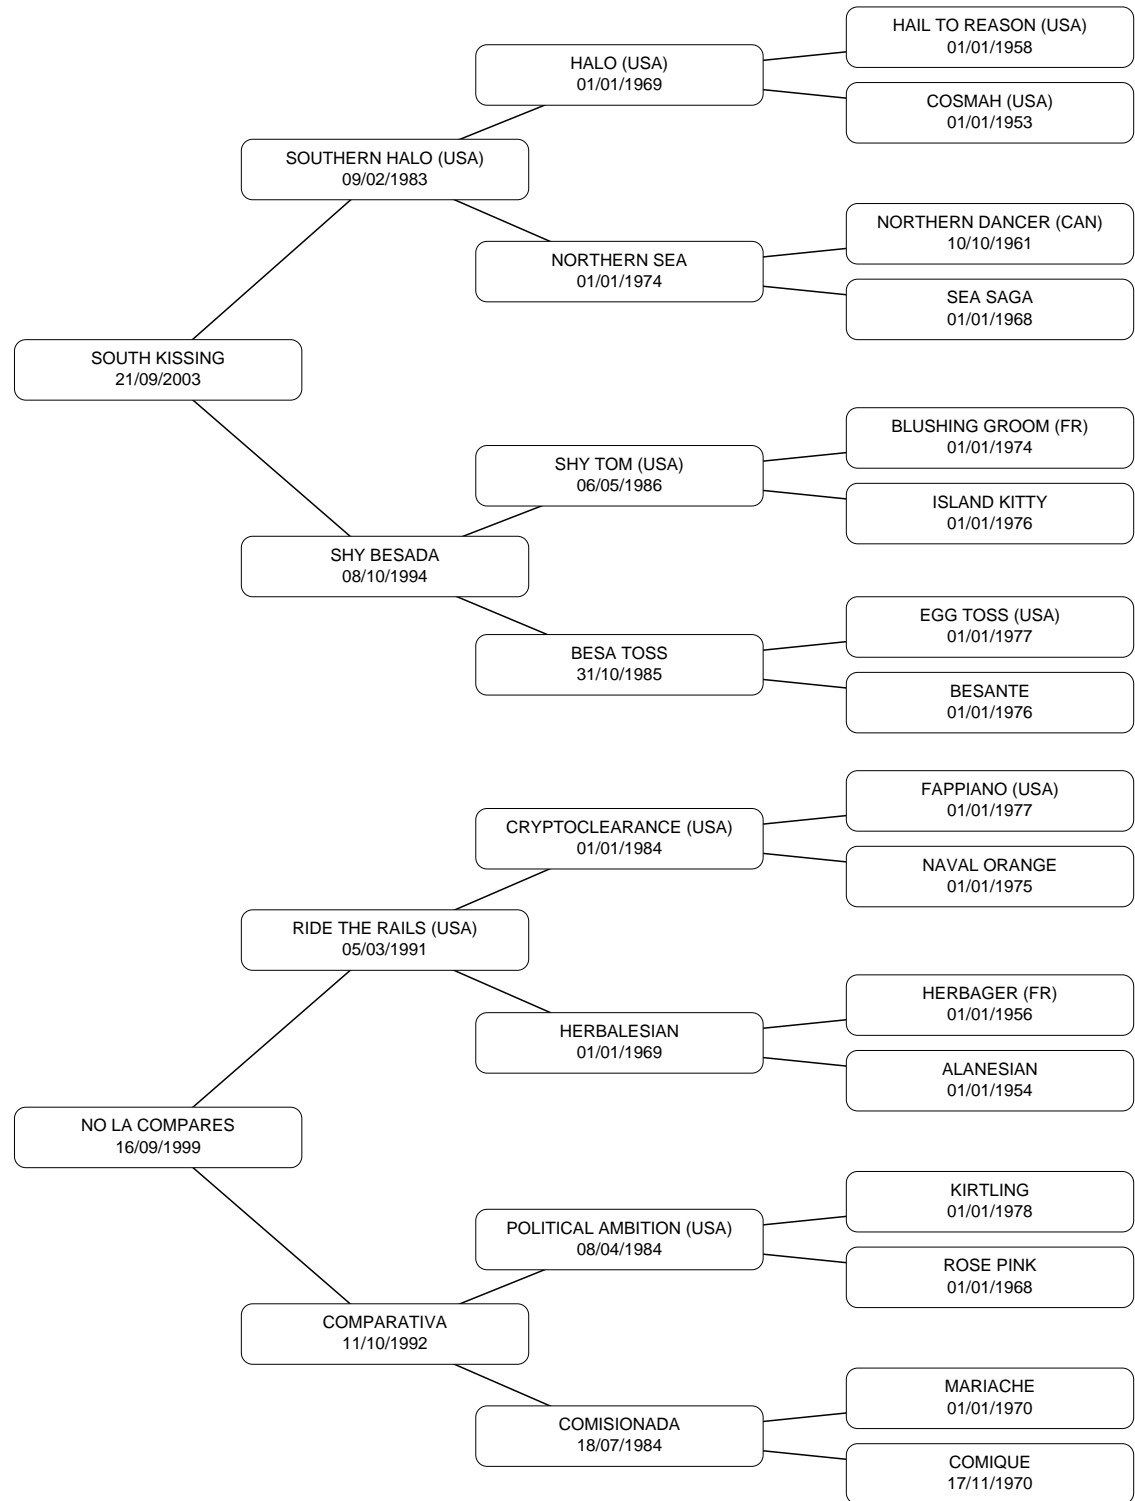 HAIL TO REASON (USA)
01/01/1958
HALO (USA)
01/01/1969
COSMAH (USA)
01/01/1953
SOUTHERN HALO (USA)
09/02/1983
NORTHERN DANCER (CAN)
10/10/1961
NORTHERN SEA
01/01/1974
SEA SAGA
01/01/1968
SOUTH KISSING
21/09/2003
BLUSHING GROOM (FR)
01/01/1974
SHY TOM (USA)
06/05/1986
ISLAND KITTY
01/01/1976
SHY BESADA
08/10/1994
EGG TOSS (USA)
01/01/1977
BESA TOSS
31/10/1985
BESANTE
01/01/1976
FAPPIANO (USA)
01/01/1977
CRYPTOCLEARANCE (USA)
01/01/1984
NAVAL ORANGE
01/01/1975
RIDE THE RAILS (USA)
05/03/1991
HERBAGER (FR)
01/01/1956
HERBALESIAN
01/01/1969
ALANESIAN
01/01/1954
NO LA COMPARES
16/09/1999
KIRTLING
01/01/1978
POLITICAL AMBITION (USA)
08/04/1984
ROSE PINK
01/01/1968
COMPARATIVA
11/10/1992
MARIACHE
01/01/1970
COMISIONADA
18/07/1984
COMIQUE
17/11/1970